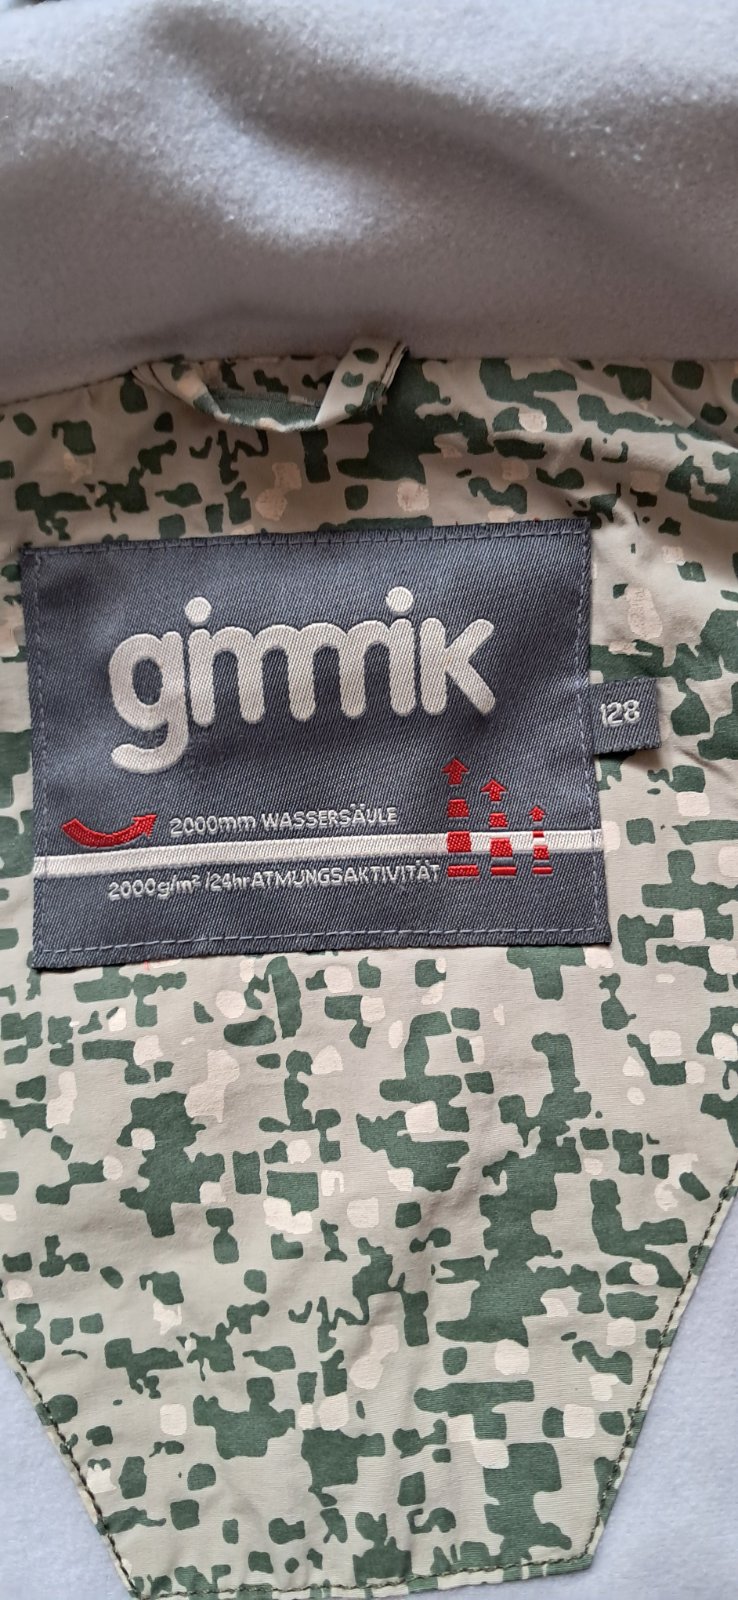 gimmik
128
2000mm WASSERSÄULE
2000g/m² /24hr ATMUNGSAKTIVITÄT